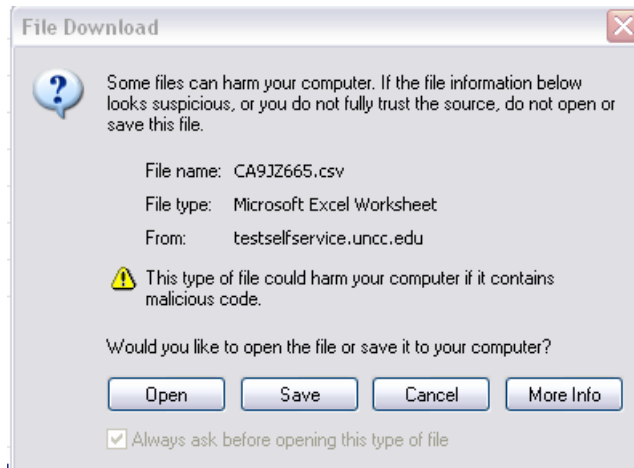 File Download
Some files can harm your computer. If the file information below
looks suspicious, or you do not fully trust the source, do not open or
save this file.
File name: CA9JZ665.csv
File type: Microsoft Excel Worksheet
From: testselfservice.uncc.edu
This type of file could harm your computer if it contains
malicious code.
Would you like to open the file or save it to your computer?
Open Save Cancel More Info
Always ask before opening this type of file